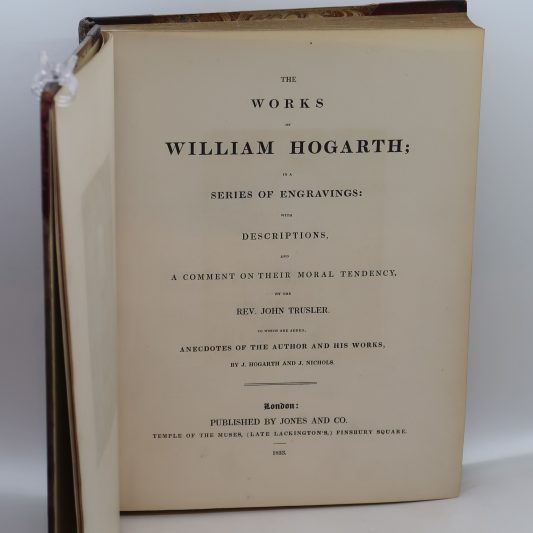 THE
WORKS
OF
WILLIAM HOGARTH;
IN A
SERIES OF ENGRAVINGS:
WITH
DESCRIPTIONS,
AND
A COMMENT ON THEIR MORAL TENDENCY,
BY THE
REV. JOHN TRUSLER.
TO WHICH ARE ADDED,
ANECDOTES OF THE AUTHOR AND HIS WORKS,
BY J. HOGARTH AND J. NICHOLS.
London:
PUBLISHED BY JONES AND CO.
TEMPLE OF THE MUSES, (LATE LACKINGTON'S,) FINSBURY SQUARE.
1833.